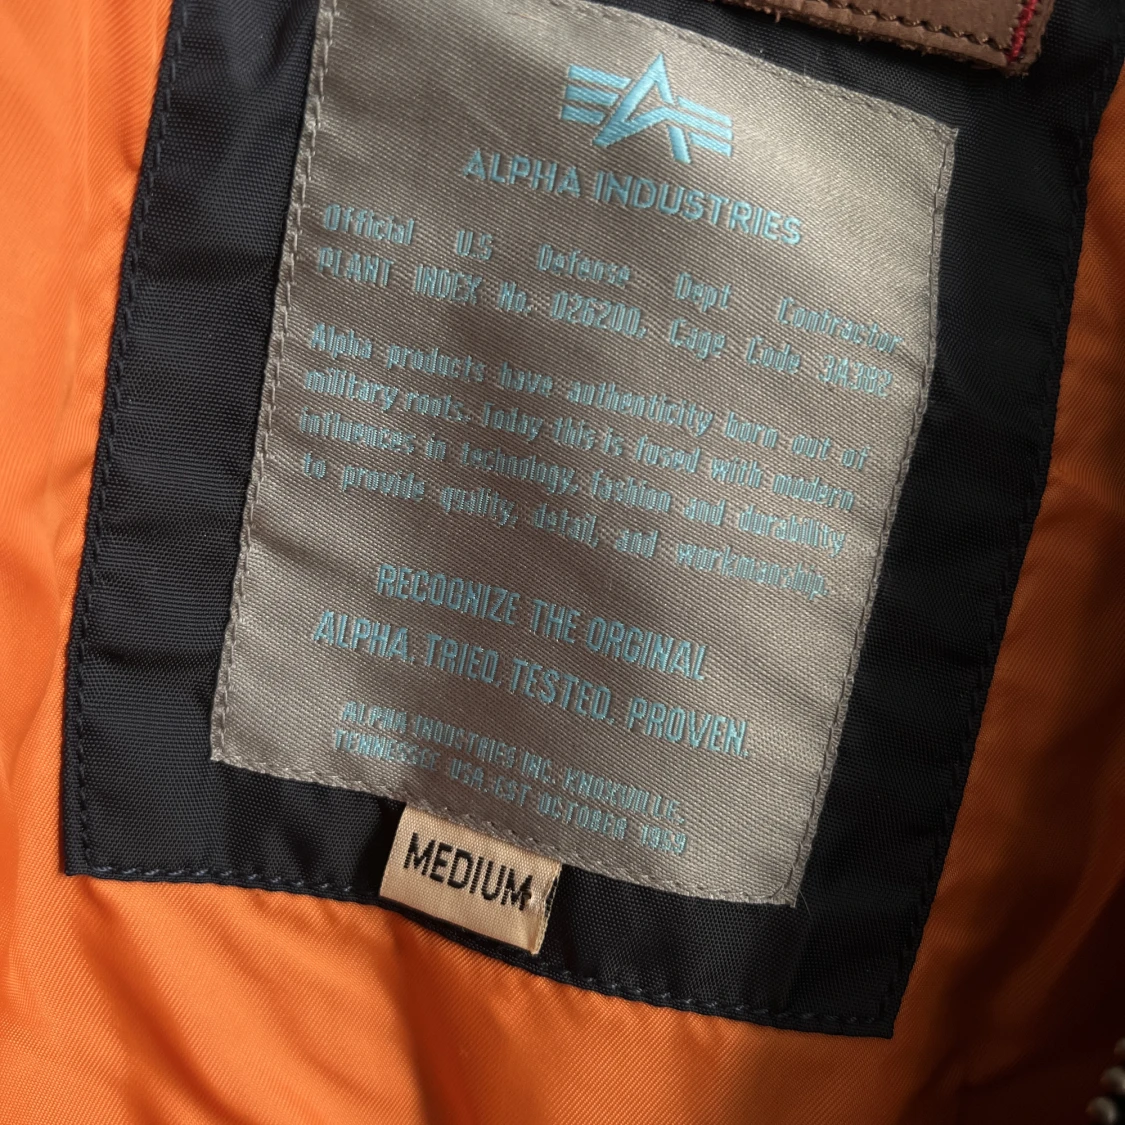 ALPHA INDUSTRIES
Official U.S Defense Dept Contractor
PLANT INDEX No. 026200, Cage Code 3A382
Alpha products have authenticity born out of
military roots. Today this is fused with modern
influences in technology, fashion and durability
to provide quality, detail, and workmanship.
RECOGNIZE THE ORGINAL
ALPHA. TRIED. TESTED. PROVEN.
ALPHA INDUSTRIES INC. KNOXVILLE,
TENNESSEE USA. EST OCTOBER 1959
MEDIUM